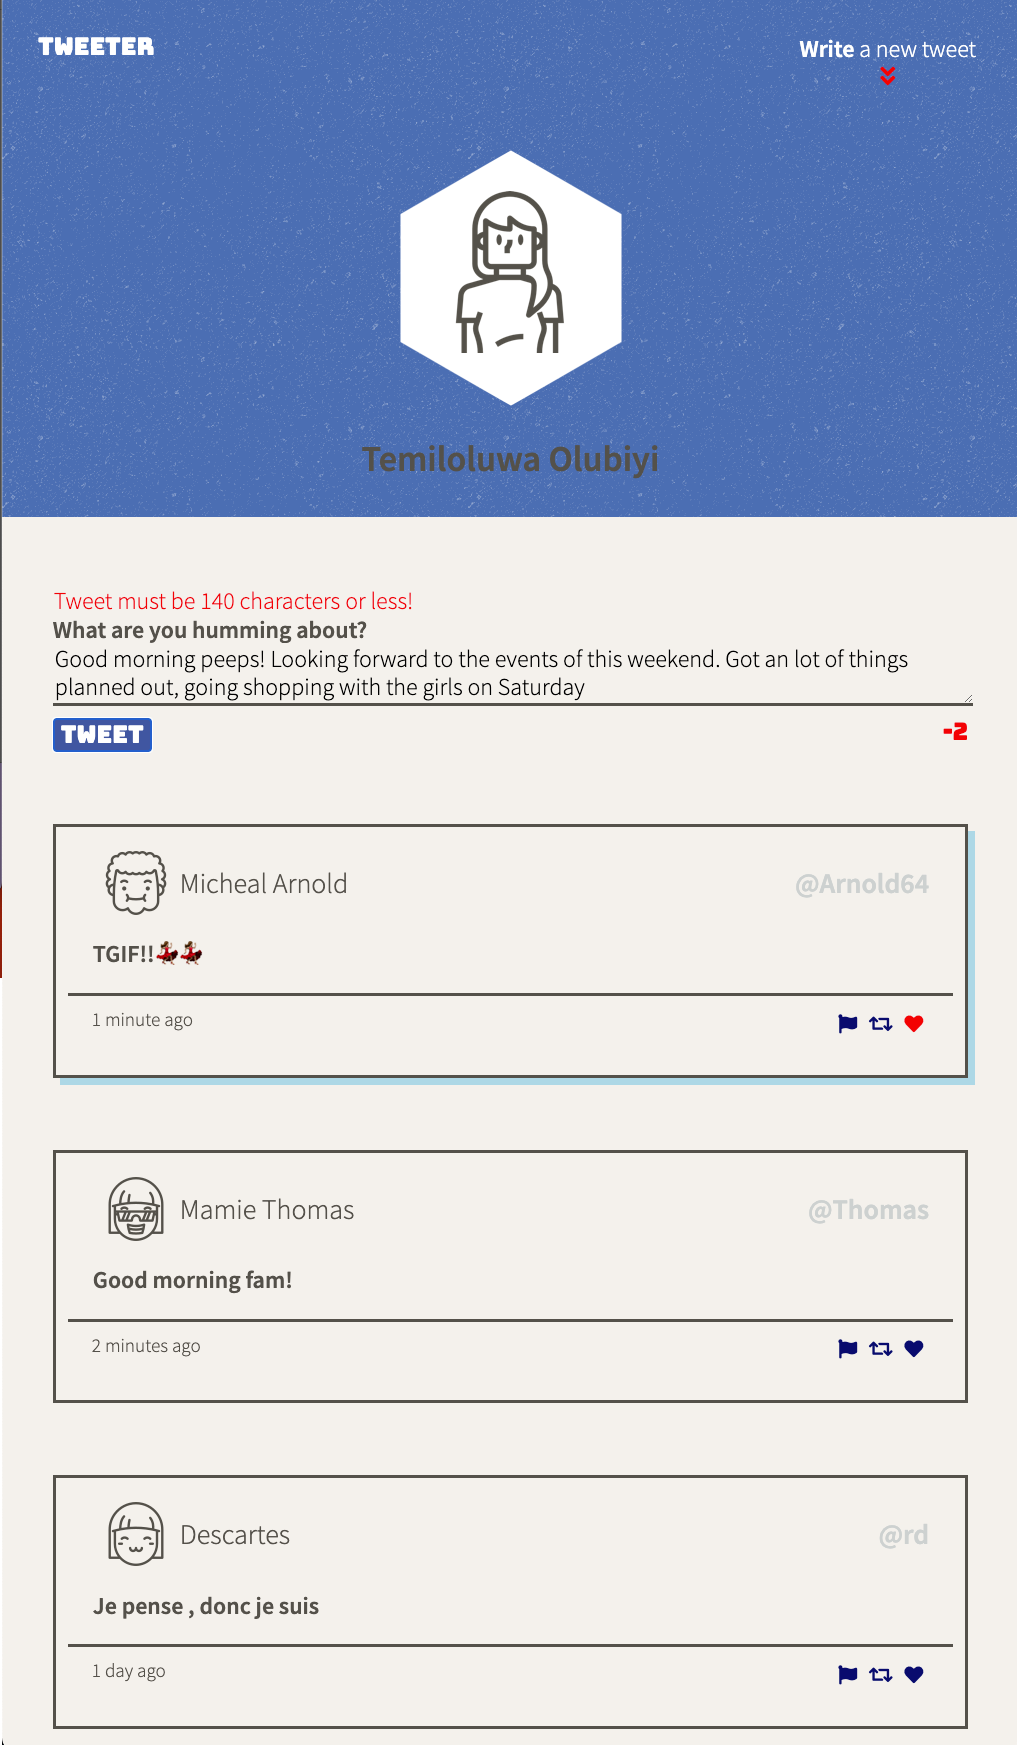 TWEETER
Write a new tweet
Temiloluwa Olubiyi
Tweet must be 140 characters or less!
What are you humming about?
Good morning peeps! Looking forward to the events of this weekend. Got an lot of things
planned out, going shopping with the girls on Saturday
TWEET
-2
Micheal Arnold
@Arnold64
TGIF!!💃💃
1 minute ago
Mamie Thomas
@Thomas
Good morning fam!
2 minutes ago
Descartes
@rd
Je pense , donc je suis
1 day ago